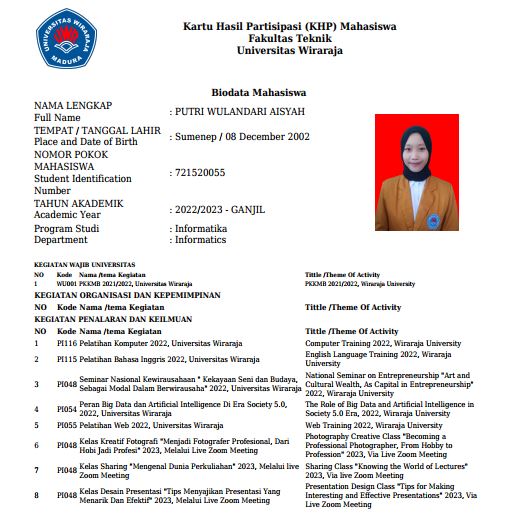 UNIVERSITAS WIRARAJA
MADURA
Kartu Hasil Partisipasi (KHP) Mahasiswa
Fakultas Teknik
Universitas Wiraraja
Biodata Mahasiswa
NAMA LENGKAP
Full Name
: PUTRI WULANDARI AISYAH
TEMPAT / TANGGAL LAHIR
Place and Date of Birth
: Sumenep / 08 December 2002
NOMOR POKOK
MAHASISWA
Student Identification
Number
: 721520055
TAHUN AKADEMIK
Academic Year
: 2022/2023 - GANJIL
Program Studi : Informatika
Department : Informatics
KEGIATAN WAJIB UNIVERSITAS
NO Kode Nama /tema Kegiatan Tittle /Theme Of Activity
1 WU001 PKKMB 2021/2022, Universitas Wiraraja PKKMB 2021/2022, Wiraraja University
KEGIATAN ORGANISASI DAN KEPEMIMPINAN
NO Kode Nama /tema Kegiatan Tittle /Theme Of Activity
KEGIATAN PENALARAN DAN KEILMUAN
NO Kode Nama /tema Kegiatan Tittle /Theme Of Activity
1 PI116 Pelatihan Komputer 2022, Universitas Wiraraja Computer Training 2022, Wiraraja University
2 PI115 Pelatihan Bahasa Inggris 2022, Universitas Wiraraja
English Language Training 2022, Wiraraja
University
3 PI048
Seminar Nasional Kewirausahaan " Kekayaan Seni dan Budaya,
Sebagai Modal Dalam Berwirausaha" 2022, Universitas Wiraraja
National Seminar on Entrepreneurship "Art and
Cultural Wealth, As Capital in Entrepreneurship"
2022, Wiraraja University
4 PI054
Peran Big Data dan Artificial Intelligence Di Era Society 5.0,
2022, Universitas Wiraraja
The Role of Big Data and Artificial Intelligence in
Society 5.0 Era, 2022, Wiraraja University
5 PI055 Pelatihan Web 2022, Universitas Wiraraja Web Training 2022, Wiraraja University
6 PI048
Kelas Kreatif Fotografi "Menjadi Fotografer Profesional, Dari
Hobi Jadi Profesi" 2023, Melalui Live Zoom Meeting
Photography Creative Class "Becoming a
Professional Photographer, From Hobby to
Profession" 2023, Via Live Zoom Meeting
7 PI048
Kelas Sharing "Mengenal Dunia Perkuliahan" 2023, Melalui live
Zoom Meeting
Sharing Class "Knowing the World of Lectures"
2023, Via live Zoom Meeting
8 PI048
Kelas Desain Presentasi "Tips Menyajikan Presentasi Yang
Menarik Dan Efektif" 2023, Melalui Live Zoom Meeting
Presentation Design Class "Tips for Making
Interesting and Effective Presentations" 2023, Via
Live Zoom Meeting